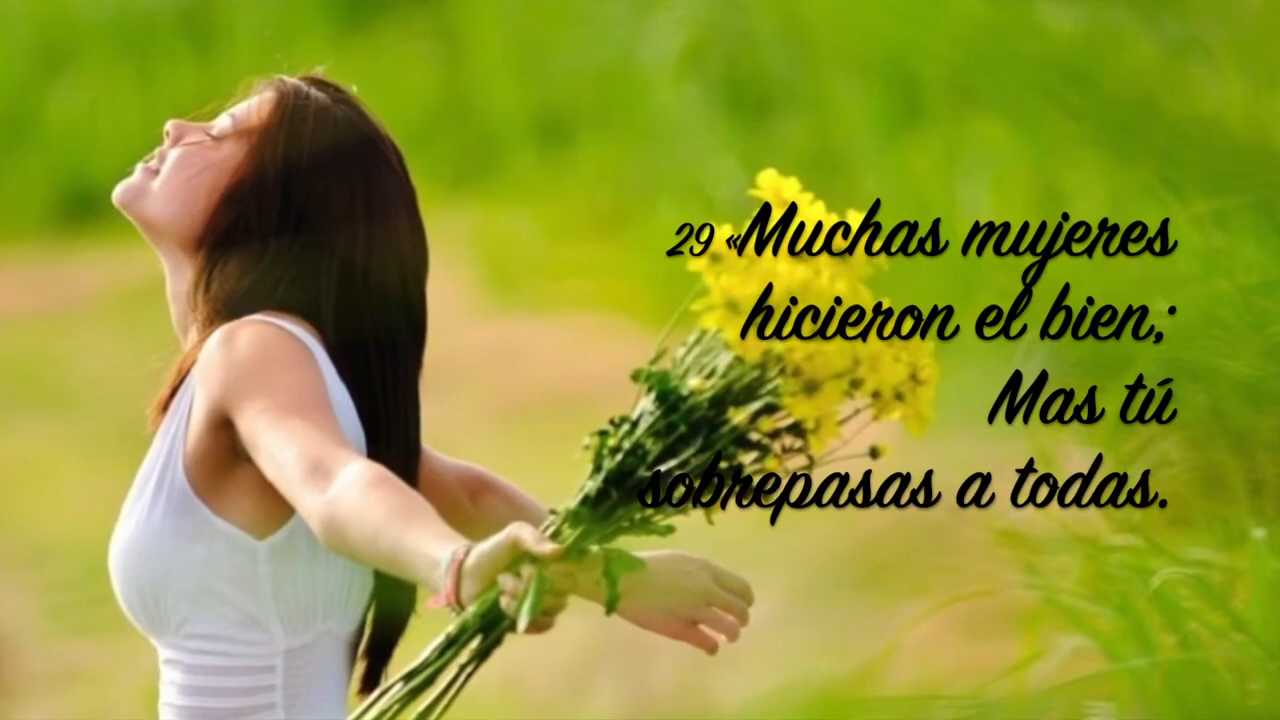 29 «Muchas mujeres
hicieron el bien;
Mas tú
sobrepasas a todas.